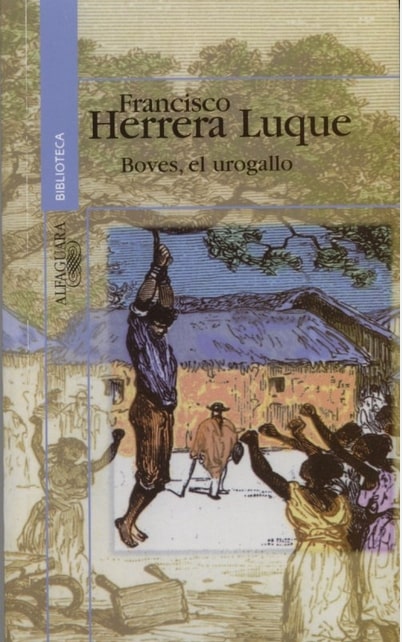 Francisco
Herrera Luque
Boves, el urogallo
BIBLIOTECA
ALFAGUARA